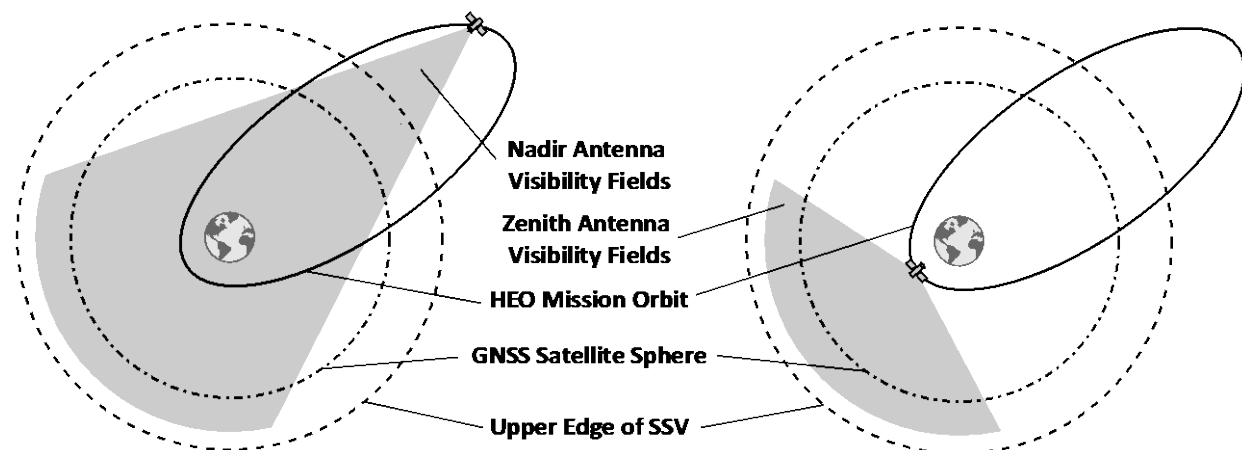 Nadir Antenna
Visibility Fields
Zenith Antenna
Visibility Fields
HEO Mission Orbit
GNSS Satellite Sphere
Upper Edge of SSV